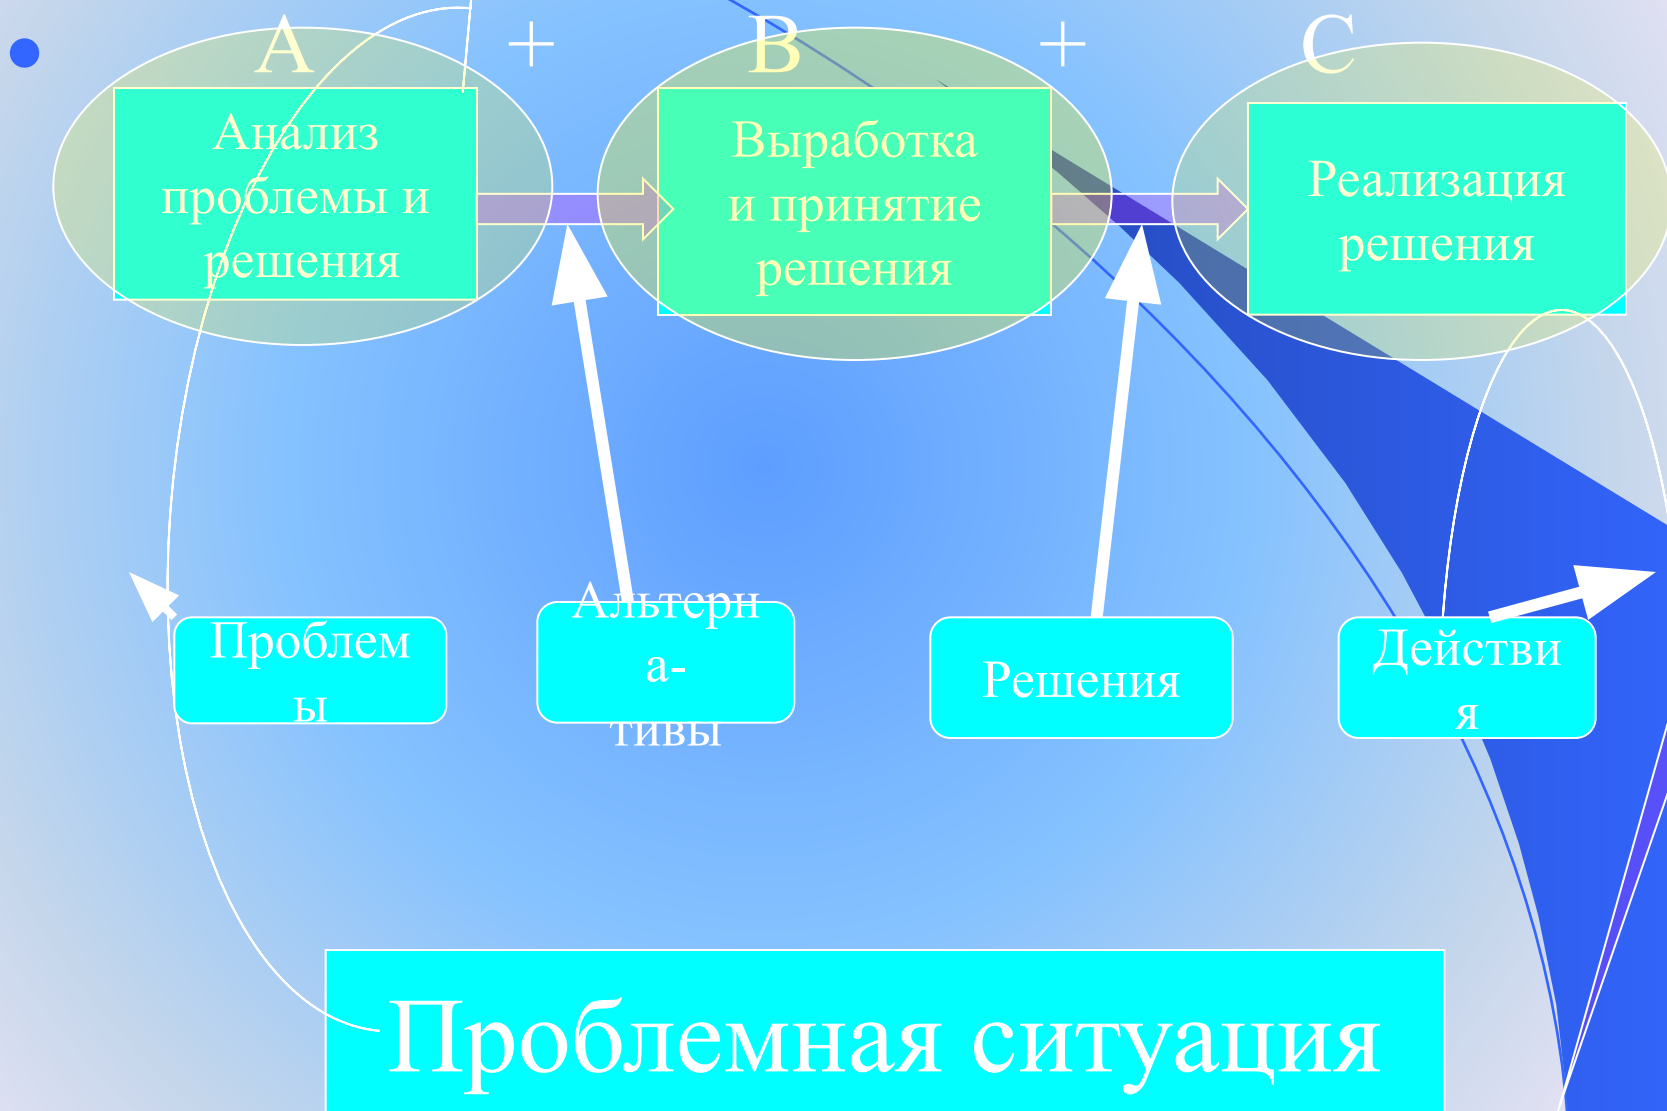 А + В + С
Анализ
проблемы и
решения
Выработка
и принятие
решения
Реализация
решения
Проблем
ы
Альтерн
а-
тивы
Решения
Действи
я
Проблемная ситуация